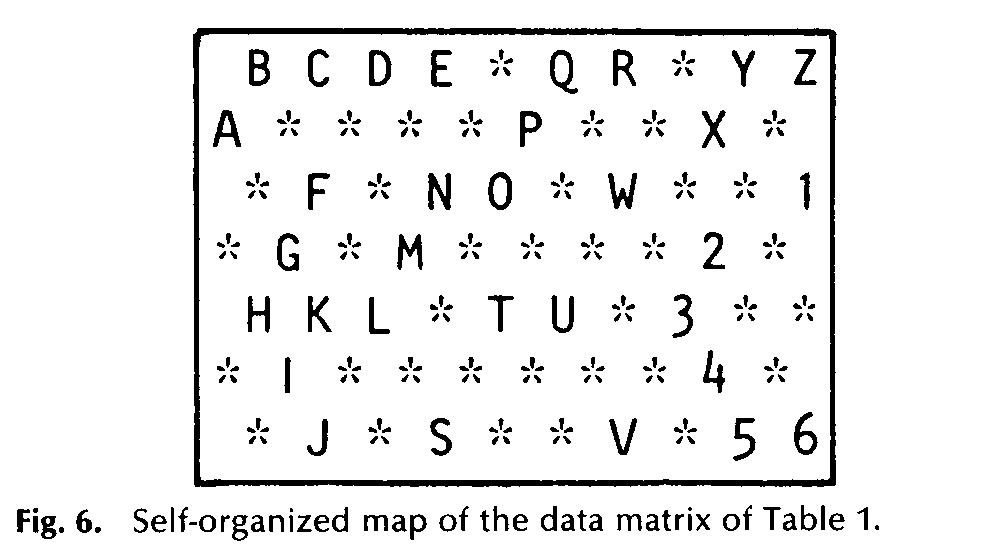 B C D E * Q R * Y Z
A * * * * P * * X *
* F * N O * W * * 1
* G * M * * * * 2 *
H K L * T U * 3 * *
* I * * * * * * 4 *
* J * S * * V * 5 6
Fig. 6. Self-organized map of the data matrix of Table 1.